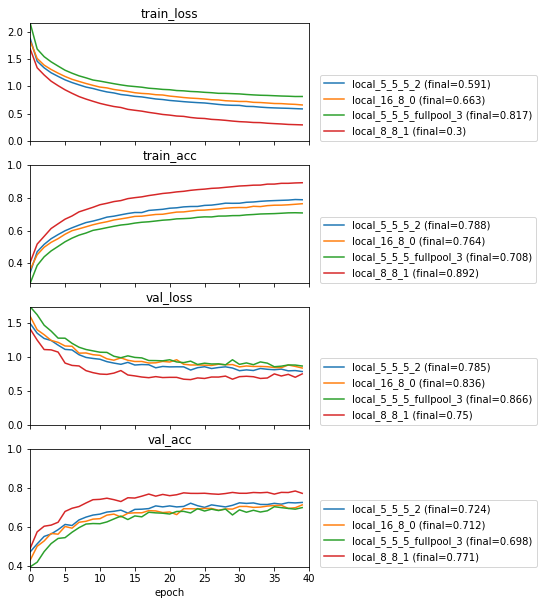 train_loss
2.0
1.5
1.0
0.5
0.0
local_5_5_5_2 (final=0.591)
local_16_8_0 (final=0.663)
local_5_5_5_fullpool_3 (final=0.817)
local_8_8_1 (final=0.3)
train_acc
1.0
0.8
0.6
0.4
local_5_5_5_2 (final=0.788)
local_16_8_0 (final=0.764)
local_5_5_5_fullpool_3 (final=0.708)
local_8_8_1 (final=0.892)
val_loss
1.5
1.0
0.5
0.0
local_5_5_5_2 (final=0.785)
local_16_8_0 (final=0.836)
local_5_5_5_fullpool_3 (final=0.866)
local_8_8_1 (final=0.75)
val_acc
1.0
0.8
0.6
0.4
local_5_5_5_2 (final=0.724)
local_16_8_0 (final=0.712)
local_5_5_5_fullpool_3 (final=0.698)
local_8_8_1 (final=0.771)
0 5 10 15 20 25 30 35 40
epoch